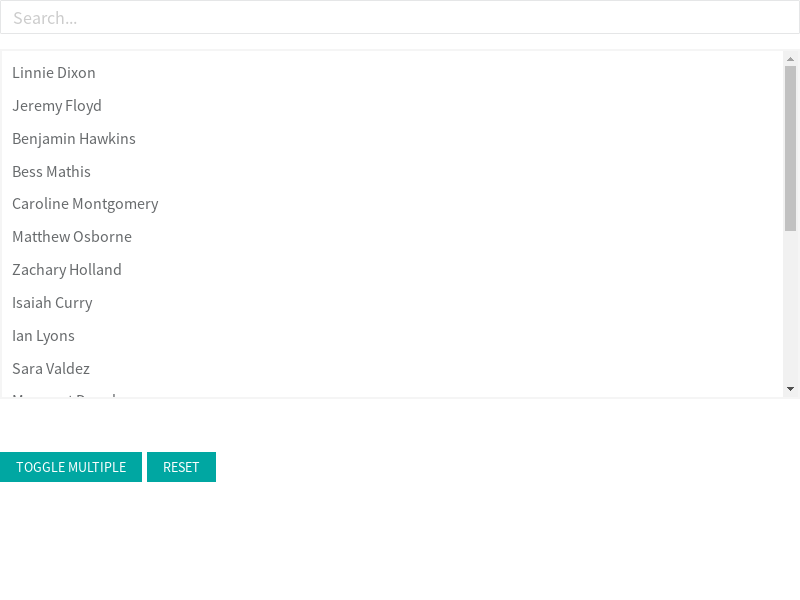 Search...
Linnie Dixon
Jeremy Floyd
Benjamin Hawkins
Bess Mathis
Caroline Montgomery
Matthew Osborne
Zachary Holland
Isaiah Curry
Ian Lyons
Sara Valdez
TOGGLE MULTIPLE
RESET